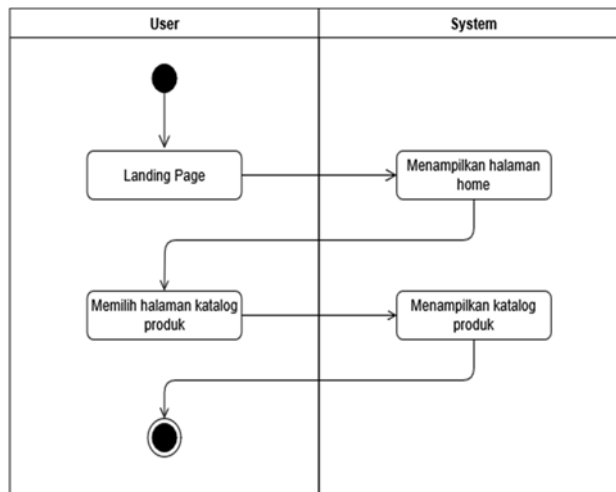 User
System
Landing Page
Menampilkan halaman
home
Memilih halaman katalog
produk
Menampilkan katalog
produk